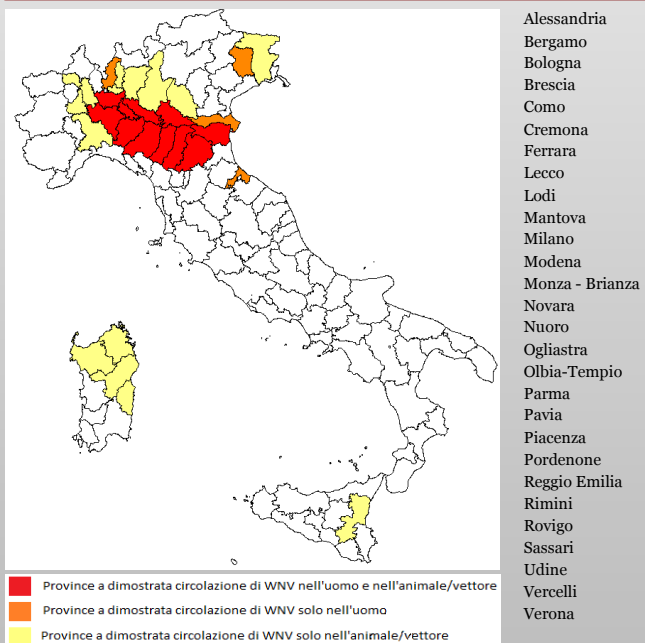 Alessandria
Bergamo
Bologna
Brescia
Como
Cremona
Ferrara
Lecco
Lodi
Mantova
Milano
Modena
Monza - Brianza
Novara
Nuoro
Ogliastra
Olbia-Tempio
Parma
Pavia
Piacenza
Pordenone
Reggio Emilia
Rimini
Rovigo
Sassari
Udine
Vercelli
Verona
Province a dimostrata circolazione di WNV nell'uomo e nell'animale/vettore
Province a dimostrata circolazione di WNV solo nell'uomo
Province a dimostrata circolazione di WNV solo nell'animale/vettore